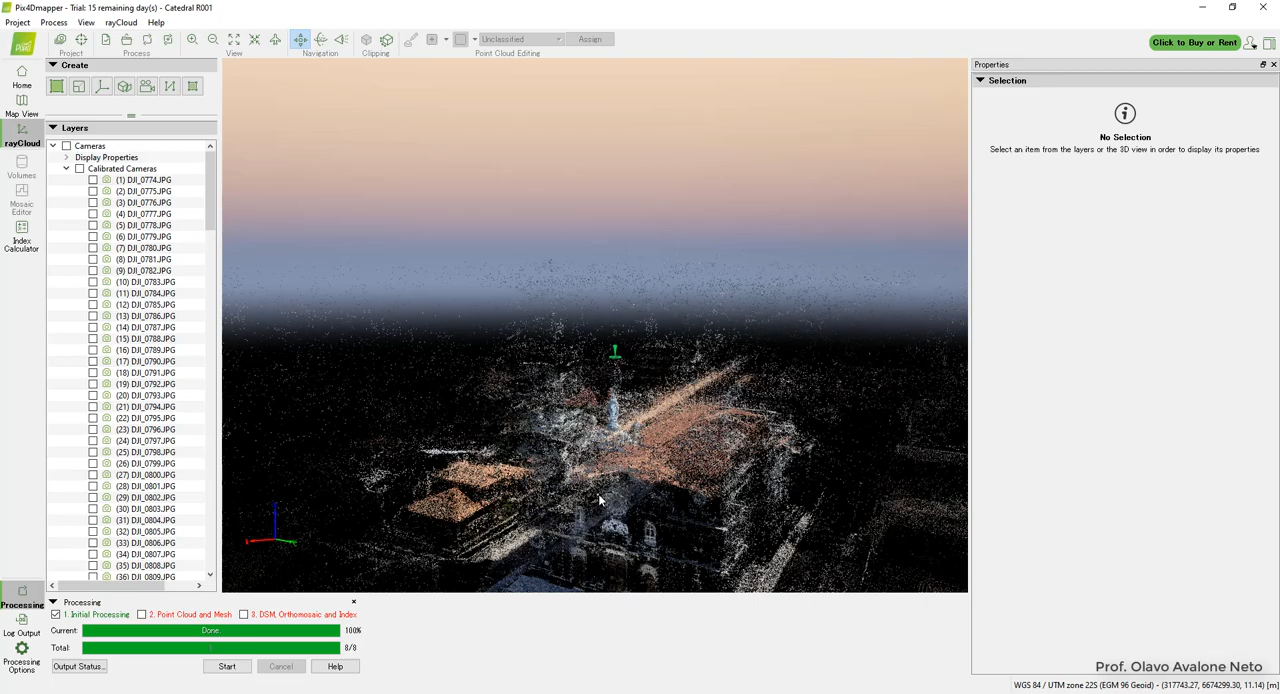 Pix4Dmapper - Trial: 15 remaining day(s) - Catedral R001
Project Process View rayCloud Help
Unclassified Assign
Project Process View Navigation Clipping Point Cloud Editing
Click to Buy or Rent
Home
Map View
rayCloud
Volumes
Mosaic
Editor
Index
Calculator
Processing
Log Output
Processing
Options
Create
Layers
Cameras
Display Properties
Calibrated Cameras
(1) DJI_0774.JPG
(2) DJI_0775.JPG
(3) DJI_0776.JPG
(4) DJI_0777.JPG
(5) DJI_0778.JPG
(6) DJI_0779.JPG
(7) DJI_0780.JPG
(8) DJI_0781.JPG
(9) DJI_0782.JPG
(10) DJI_0783.JPG
(11) DJI_0784.JPG
(12) DJI_0785.JPG
(13) DJI_0786.JPG
(14) DJI_0787.JPG
(15) DJI_0788.JPG
(16) DJI_0789.JPG
(17) DJI_0790.JPG
(18) DJI_0791.JPG
(19) DJI_0792.JPG
(20) DJI_0793.JPG
(21) DJI_0794.JPG
(22) DJI_0795.JPG
(23) DJI_0796.JPG
(24) DJI_0797.JPG
(25) DJI_0798.JPG
(26) DJI_0799.JPG
(27) DJI_0800.JPG
(28) DJI_0801.JPG
(29) DJI_0802.JPG
(30) DJI_0803.JPG
(31) DJI_0804.JPG
(32) DJI_0805.JPG
(33) DJI_0806.JPG
(34) DJI_0807.JPG
(35) DJI_0808.JPG
(36) DJI_0809.JPG
Processing
1. Initial Processing 2. Point Cloud and Mesh 3. DSM, Orthomosaic and Index
Current: Done. 100%
Total: 8/8
Output Status... Start Cancel Help
Properties
Selection
No Selection
Select an item from the layers or the 3D view in order to display its properties
Prof. Olavo Avalone Neto
WGS 84 / UTM zone 22S (EGM 96 Geoid) - (317743.27, 6674299.30, 11.14) [m]